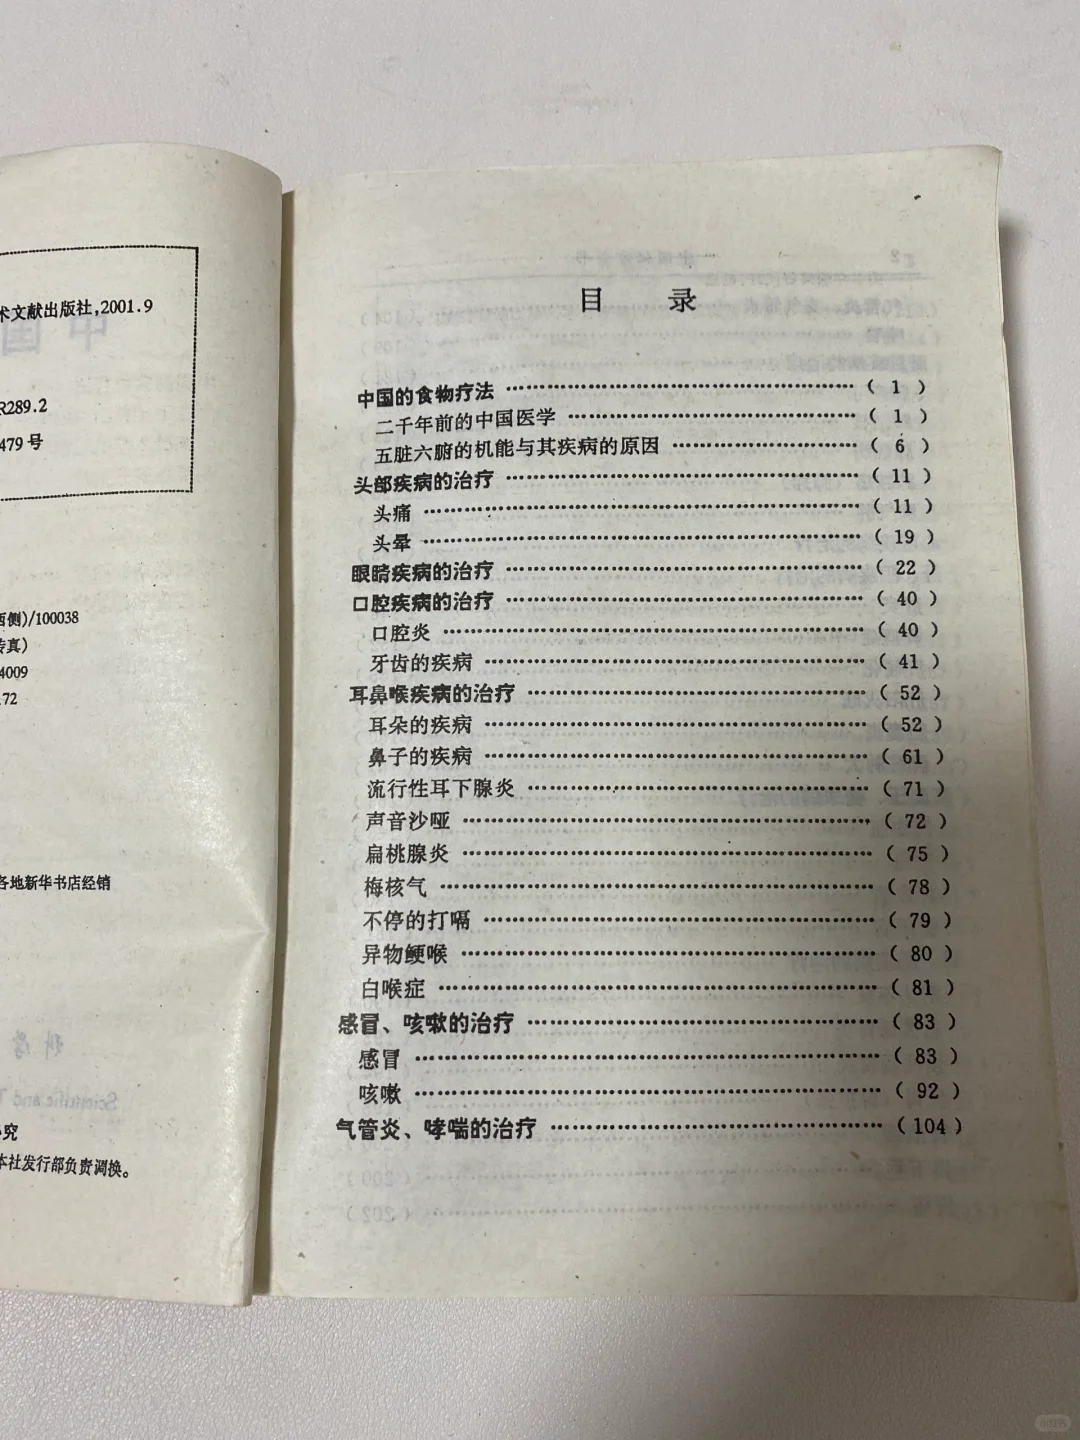 术文献出版社,2001.9
R289.2
479号
西侧)/100038
传真)
4009
172
各地新华书店经销
究
本社发行部负责调换。
目 录
中国的食物疗法 ………………………………… ( 1 )
二千年前的中国医学 ………………………………… ( 1 )
五脏六腑的机能与其疾病的原因 ………………………………… ( 6 )
头部疾病的治疗 ………………………………… ( 11 )
头痛 ………………………………… ( 11 )
头晕 ………………………………… ( 19 )
眼睛疾病的治疗 ………………………………… ( 22 )
口腔疾病的治疗 ………………………………… ( 40 )
口腔炎 ………………………………… ( 40 )
牙齿的疾病 ………………………………… ( 41 )
耳鼻喉疾病的治疗 ………………………………… ( 52 )
耳朵的疾病 ………………………………… ( 52 )
鼻子的疾病 ………………………………… ( 61 )
流行性耳下腺炎 ………………………………… ( 71 )
声音沙哑 ………………………………… ( 72 )
扁桃腺炎 ………………………………… ( 75 )
梅核气 ………………………………… ( 78 )
不停的打嗝 ………………………………… ( 79 )
异物鲠喉 ………………………………… ( 80 )
白喉症 ………………………………… ( 81 )
感冒、咳嗽的治疗 ………………………………… ( 83 )
感冒 ………………………………… ( 83 )
咳嗽 ………………………………… ( 92 )
气管炎、哮喘的治疗 ………………………………… ( 104 )
小红书